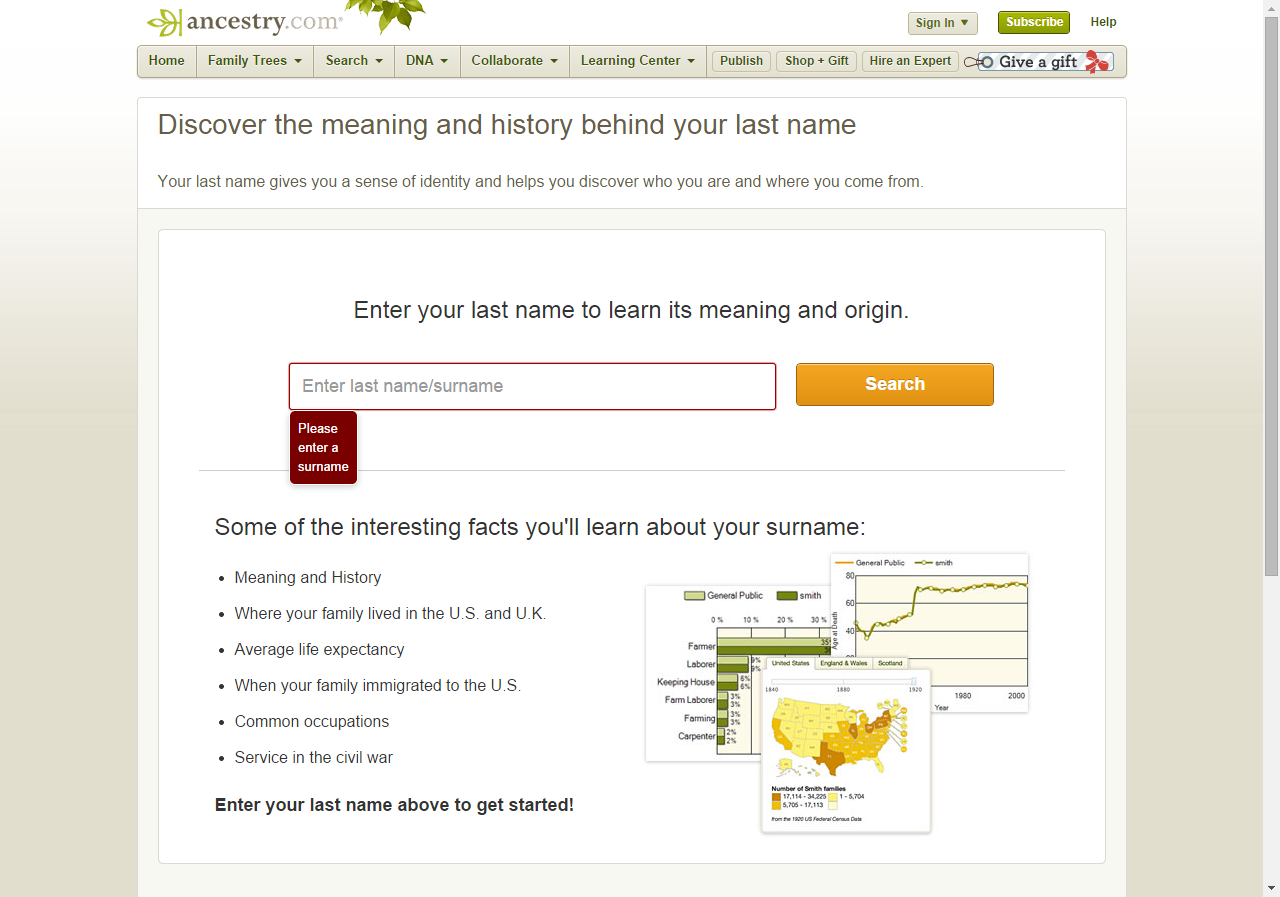 ancestry.com
Sign In
Subscribe
Help
Home
Family Trees
Search
DNA
Collaborate
Learning Center
Publish
Shop + Gift
Hire an Expert
Give a gift
Discover the meaning and history behind your last name
Your last name gives you a sense of identity and helps you discover who you are and where you come from.
Enter your last name to learn its meaning and origin.
Enter last name/surname
Search
Please
enter a
surname
Some of the interesting facts you'll learn about your surname:
Meaning and History
Where your family lived in the U.S. and U.K.
Average life expectancy
When your family immigrated to the U.S.
Common occupations
Service in the civil war
Enter your last name above to get started!
General Public smith
80
60
40
Age at Death
1980 2000
Year
General Public smith
0 % 10 % 20 % 30 %
Farmer
Laborer 9%
9%
Keeping House 6%
6%
Farm Laborer 3%
3%
Farming 3%
3%
Carpenter 2%
2%
United States England & Wales Scotland
1840 1880 1920
Number of Smith families
17,114 - 34,225 1 - 5,704
5,705 - 17,113
from the 1920 US Federal Census Data